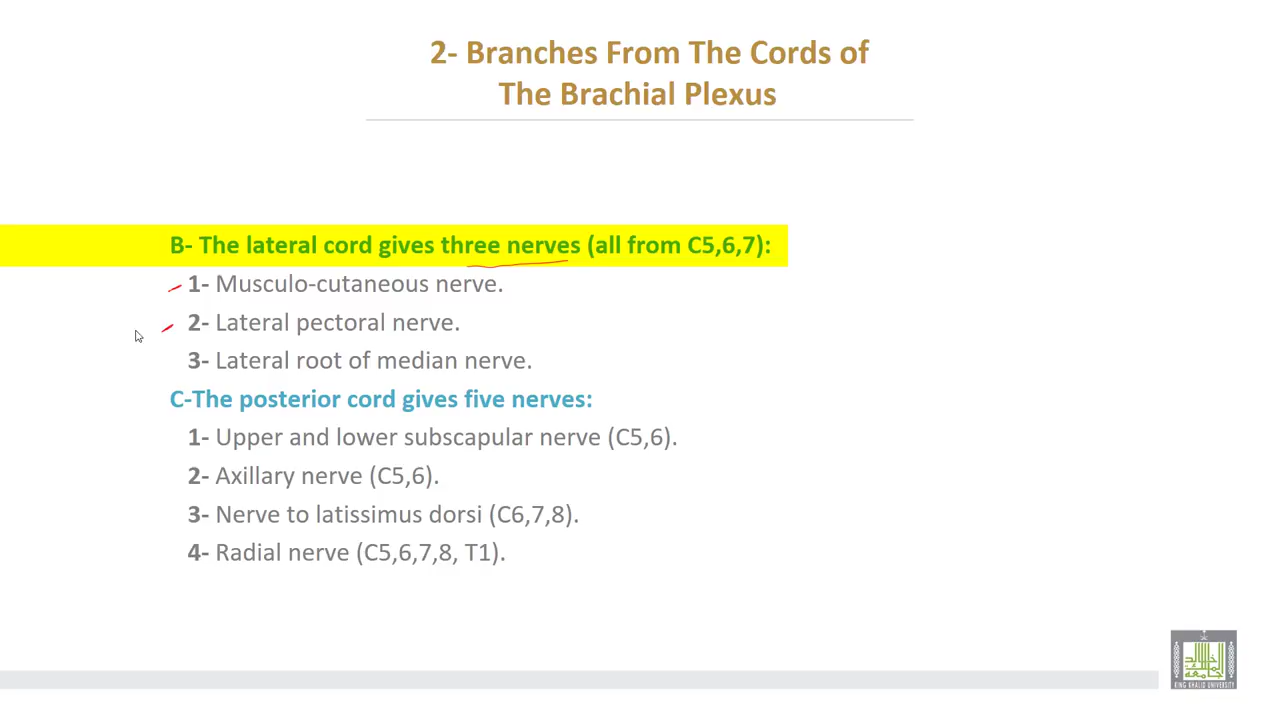 2- Branches From The Cords of
The Brachial Plexus
B- The lateral cord gives three nerves (all from C5,6,7):
1- Musculo-cutaneous nerve.
2- Lateral pectoral nerve.
3- Lateral root of median nerve.
C-The posterior cord gives five nerves:
1- Upper and lower subscapular nerve (C5,6).
2- Axillary nerve (C5,6).
3- Nerve to latissimus dorsi (C6,7,8).
4- Radial nerve (C5,6,7,8, T1).
KING KHALID UNIVERSITY